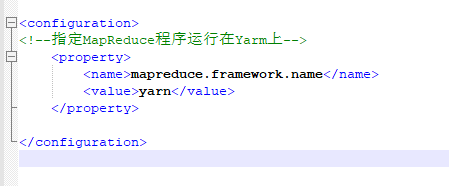 <configuration>
<!--指定MapReduce程序运行在Yarm上-->
<property>
<name>mapreduce.framework.name</name>
<value>yarn</value>
</property>
</configuration>